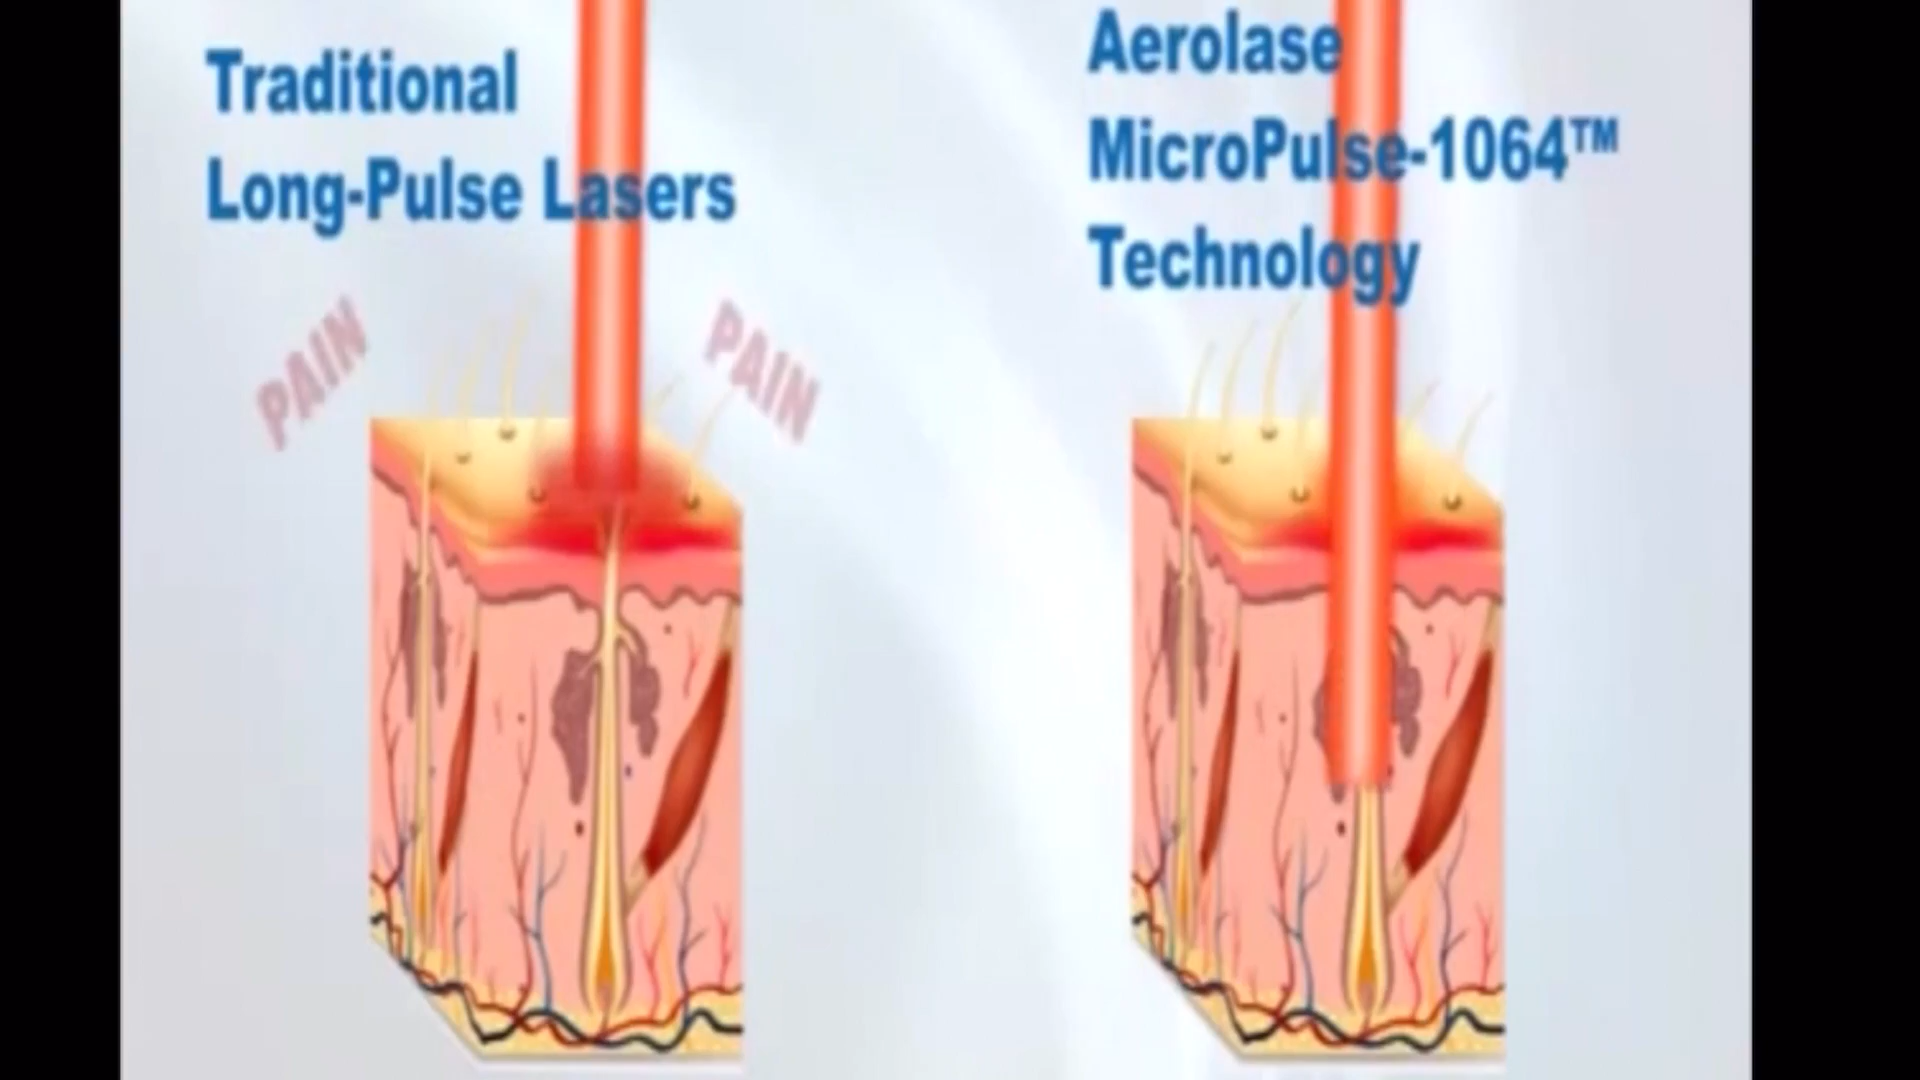 Traditional
Long-Pulse Lasers
PAIN
PAIN
Aerolase
MicroPulse-1064™
Technology